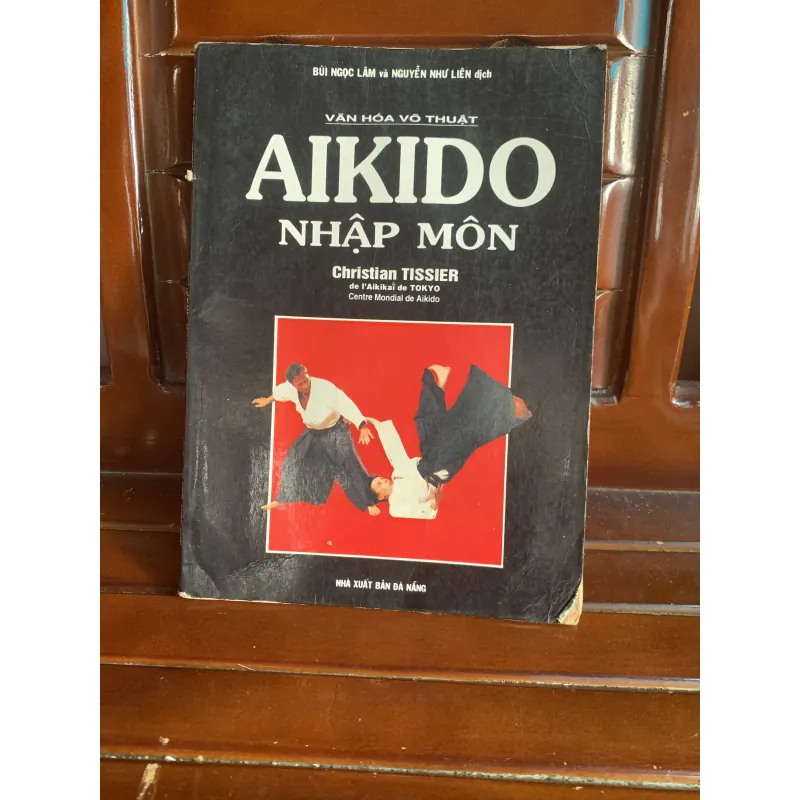 BÙI NGỌC LÂM và NGUYỄN NHƯ LIÊN dịch
VĂN HÓA VÕ THUẬT
AIKIDO
NHẬP MÔN
Christian TISSIER
de l'Aikikaï de TOKYO
Centre Mondial de Aikido
NHÀ XUẤT BẢN ĐÀ NẴNG